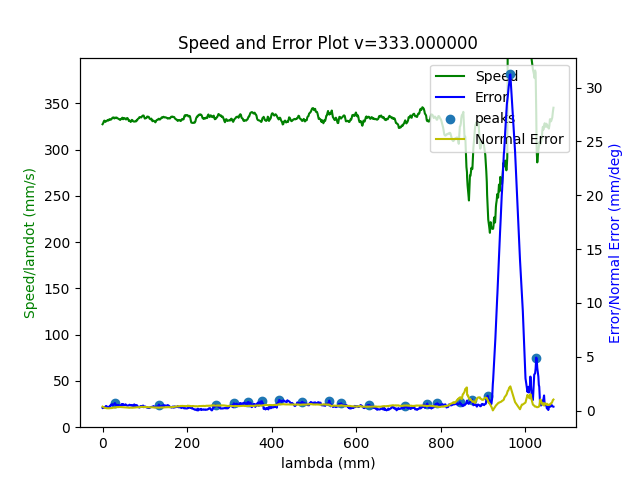 Speed and Error Plot v=333.000000
Speed
Error
peaks
Normal Error
Speed/lamdot (mm/s)
350
300
250
200
150
100
50
0
Error/Normal Error (mm/deg)
30
25
20
15
10
5
0
0 200 400 600 800 1000
lambda (mm)